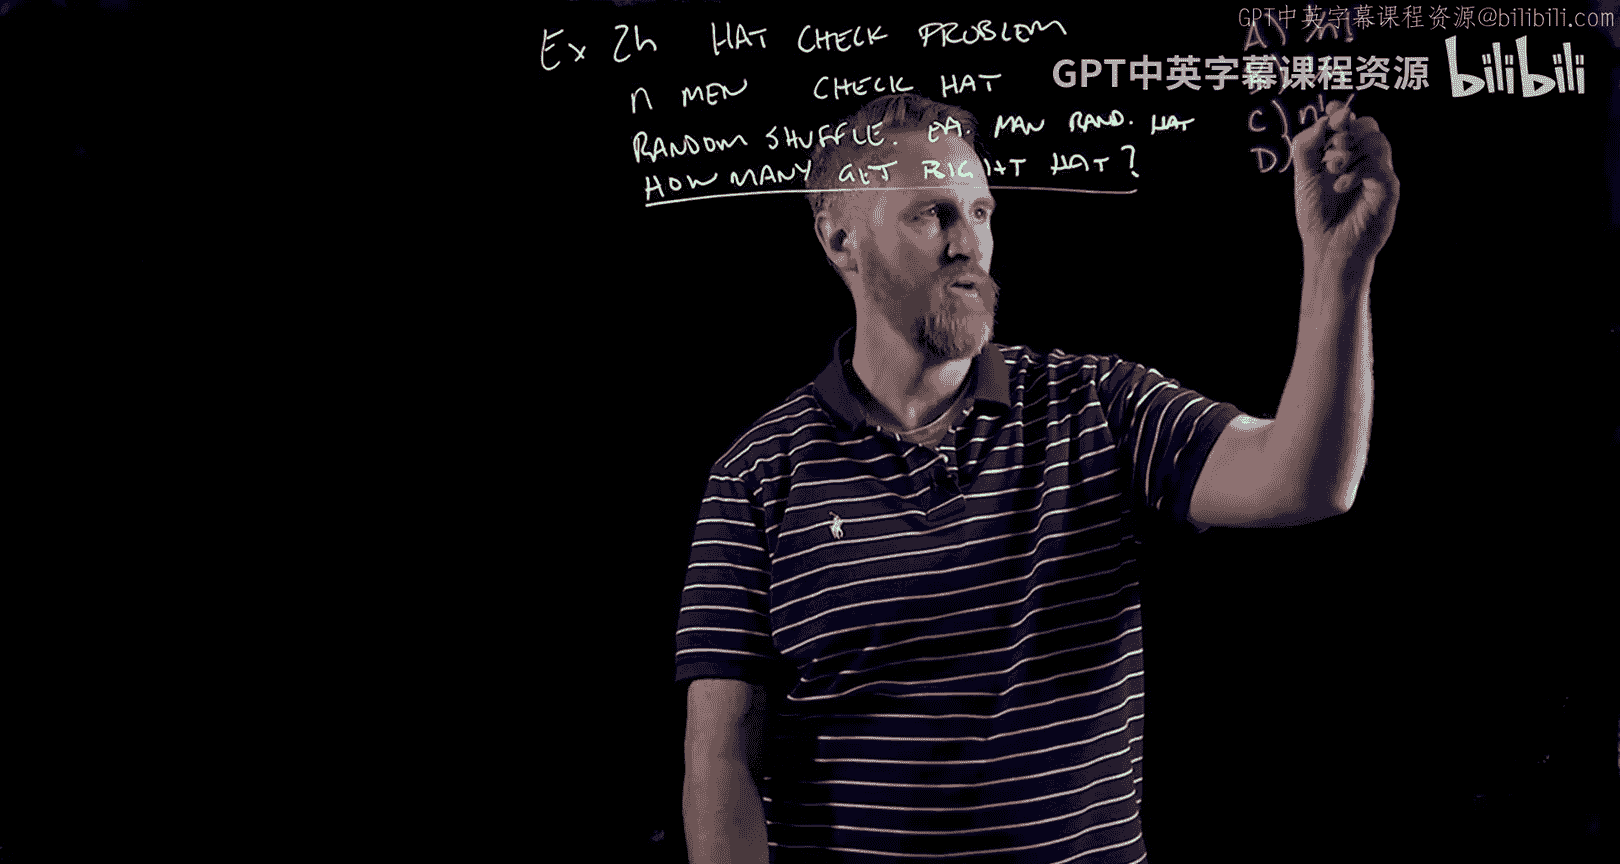 GPT中英字幕课程资源@bilibili.com
Ex 2h HAT CHECK PROBLEM
A) n!
GPT中英字幕课程资源 bilibili
n MEN CHECK HAT
RANDOM SHUFFLE. EA. MAN RAND. HAT
C) n!
HOW MANY GET RIGHT HAT?
D)